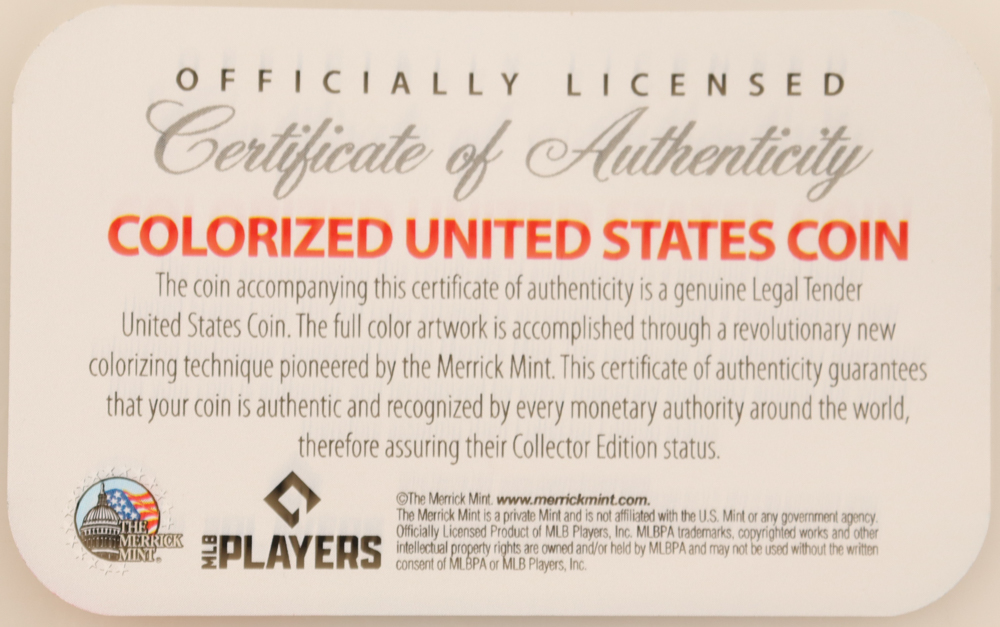 OFFICIALLY LICENSED
Certificate of Authenticity
COLORIZED UNITED STATES COIN
The coin accompanying this certificate of authenticity is a genuine Legal Tender
United States Coin. The full color artwork is accomplished through a revolutionary new
colorizing technique pioneered by the Merrick Mint. This certificate of authenticity guarantees
that your coin is authentic and recognized by every monetary authority around the world,
therefore assuring their Collector Edition status.
THE
MERRICK
MINT®
MLB PLAYERS
©The Merrick Mint. www.merrickmint.com.
The Merrick Mint is a private Mint and is not affiliated with the U.S. Mint or any government agency.
Officially Licensed Product of MLB Players, Inc. MLBPA trademarks, copyrighted works and other
intellectual property rights are owned and/or held by MLBPA and may not be used without the written
consent of MLBPA or MLB Players, Inc.